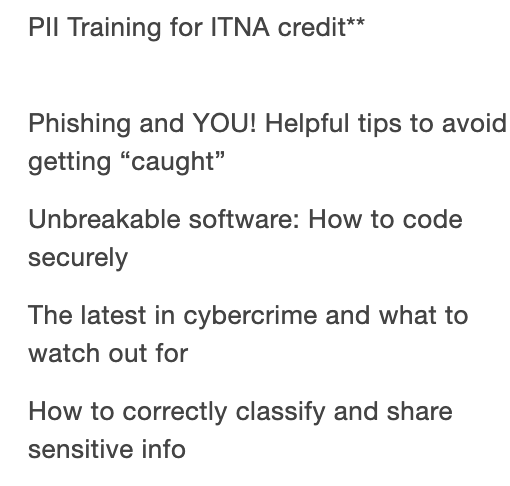 PII Training for ITNA credit**
Phishing and YOU! Helpful tips to avoid
getting “caught”
Unbreakable software: How to code
securely
The latest in cybercrime and what to
watch out for
How to correctly classify and share
sensitive info